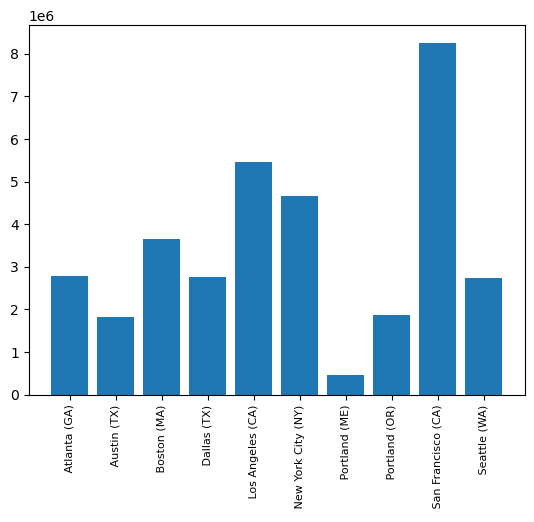 1e6
8
7
6
5
4
3
2
1
0
Atlanta (GA)
Austin (TX)
Boston (MA)
Dallas (TX)
Los Angeles (CA)
New York City (NY)
Portland (ME)
Portland (OR)
San Francisco (CA)
Seattle (WA)